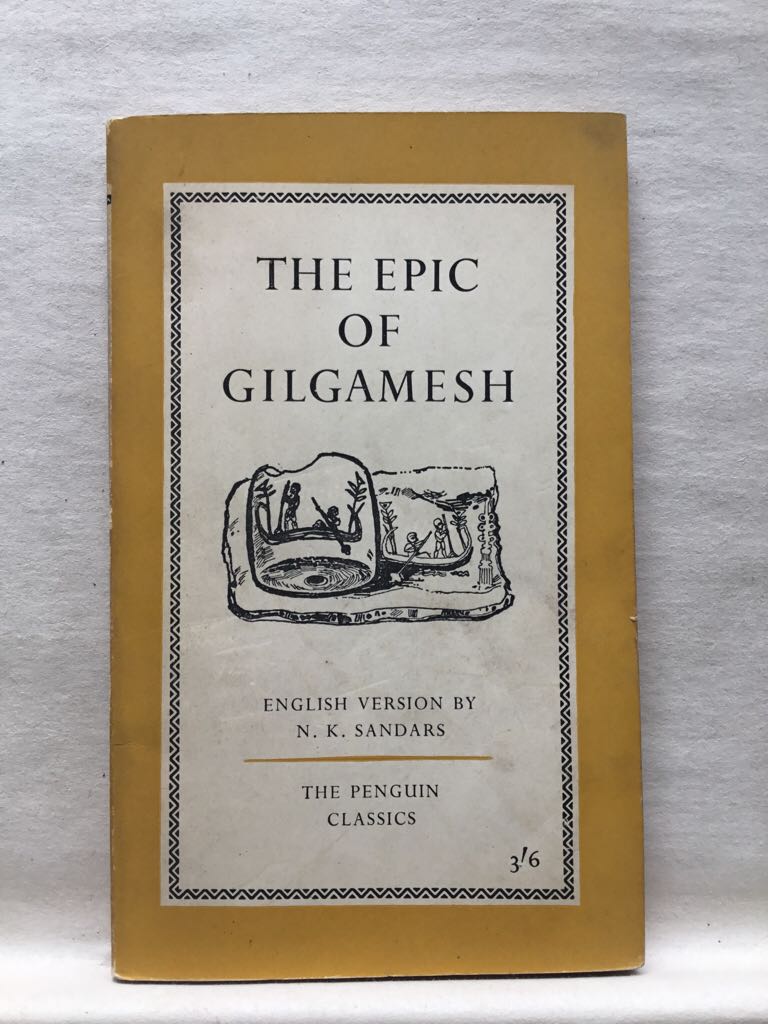 THE EPIC
OF
GILGAMESH
ENGLISH VERSION BY
N. K. SANDARS
THE PENGUIN
CLASSICS
3/6